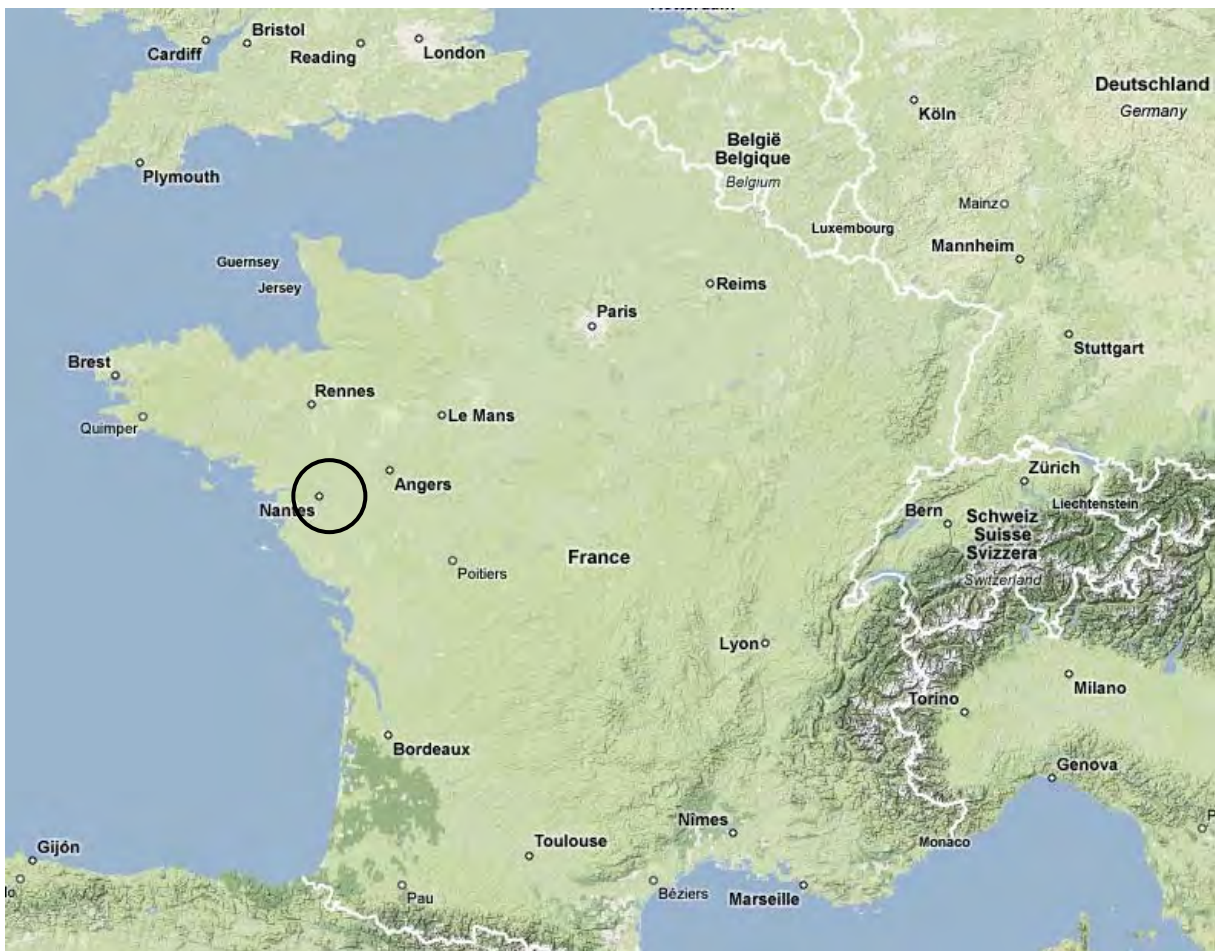 Bristol
Cardiff
Reading
London
Deutschland
Germany
Köln
België
Belgique
Belgium
Plymouth
Mainz
Luxembourg
Mannheim
Guernsey
Jersey
Reims
Paris
Stuttgart
Brest
Rennes
Le Mans
Quimper
Angers
Zürich
Nantes
Liechtenstein
Bern
Schweiz
Suisse
Svizzera
Switzerland
France
Poitiers
Lyon
Milano
Torino
Bordeaux
Genova
Nîmes
Toulouse
Monaco
Gijón
lo
Pau
Béziers
Marseille
P